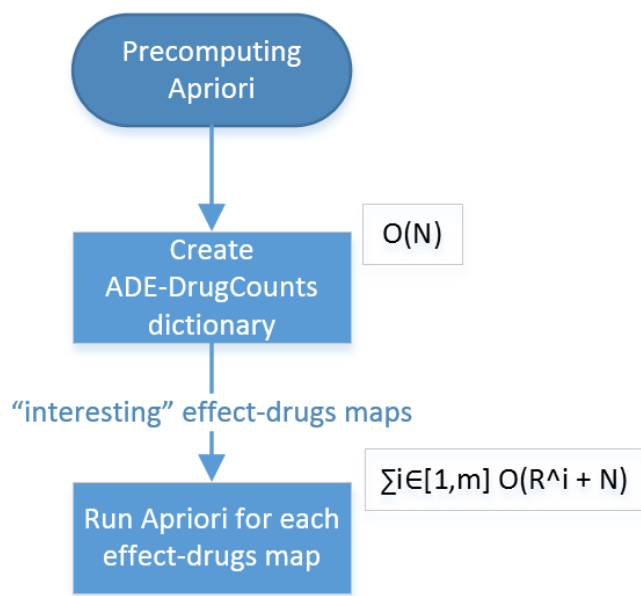 Precomputing
Apriori
Create
ADE-DrugCounts
dictionary
O(N)
“interesting” effect-drugs maps
∑i∈[1,m] O(R^i + N)
Run Apriori for each
effect-drugs map